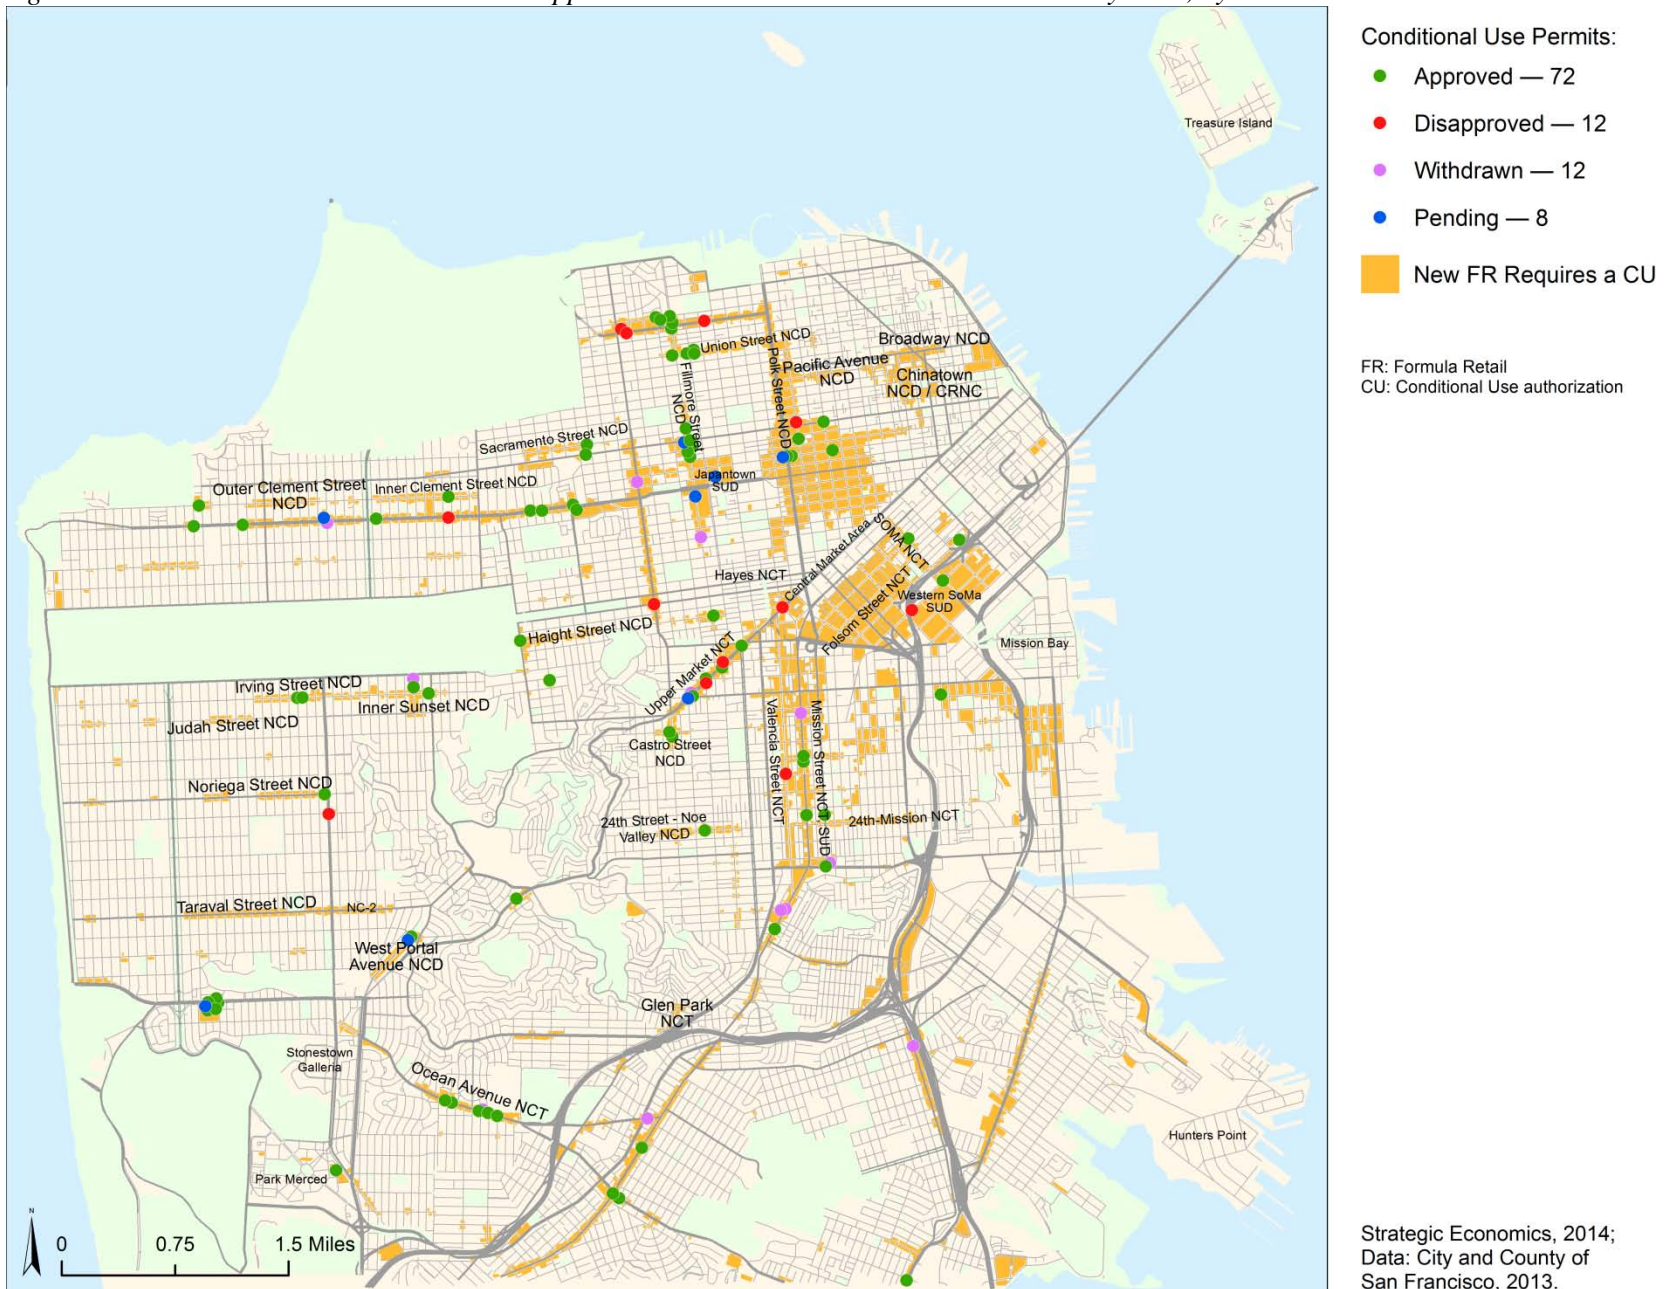 Conditional Use Permits:
Approved — 72
Disapproved — 12
Withdrawn — 12
Pending — 8
New FR Requires a CU
FR: Formula Retail
CU: Conditional Use authorization
Treasure Island
Union Street NCD
Broadway NCD
Pacific Avenue
NCD
Chinatown
NCD / CRNC
Polk Street NCD
Fillmore Street
NCD
Sacramento Street NCD
Japantown
SUD
Outer Clement Street
NCD
Inner Clement Street NCD
Central Market Area
SOMA NCT
Folsom Street NCT
Western SoMa
SUD
Hayes NCT
Mission Bay
Haight Street NCD
Upper Market NCT
Irving Street NCD
Inner Sunset NCD
Judah Street NCD
Castro Street
NCD
Valencia Street NCT
Mission Street NCT SUD
Noriega Street NCD
24th Street - Noe
Valley NCD
24th-Mission NCT
Taraval Street NCD
NC-2
West Portal
Avenue NCD
Glen Park
NCT
Stonestown
Galleria
Ocean Avenue NCT
Hunters Point
Park Merced
N
0 0.75 1.5 Miles
Strategic Economics, 2014;
Data: City and County of
San Francisco, 2013.